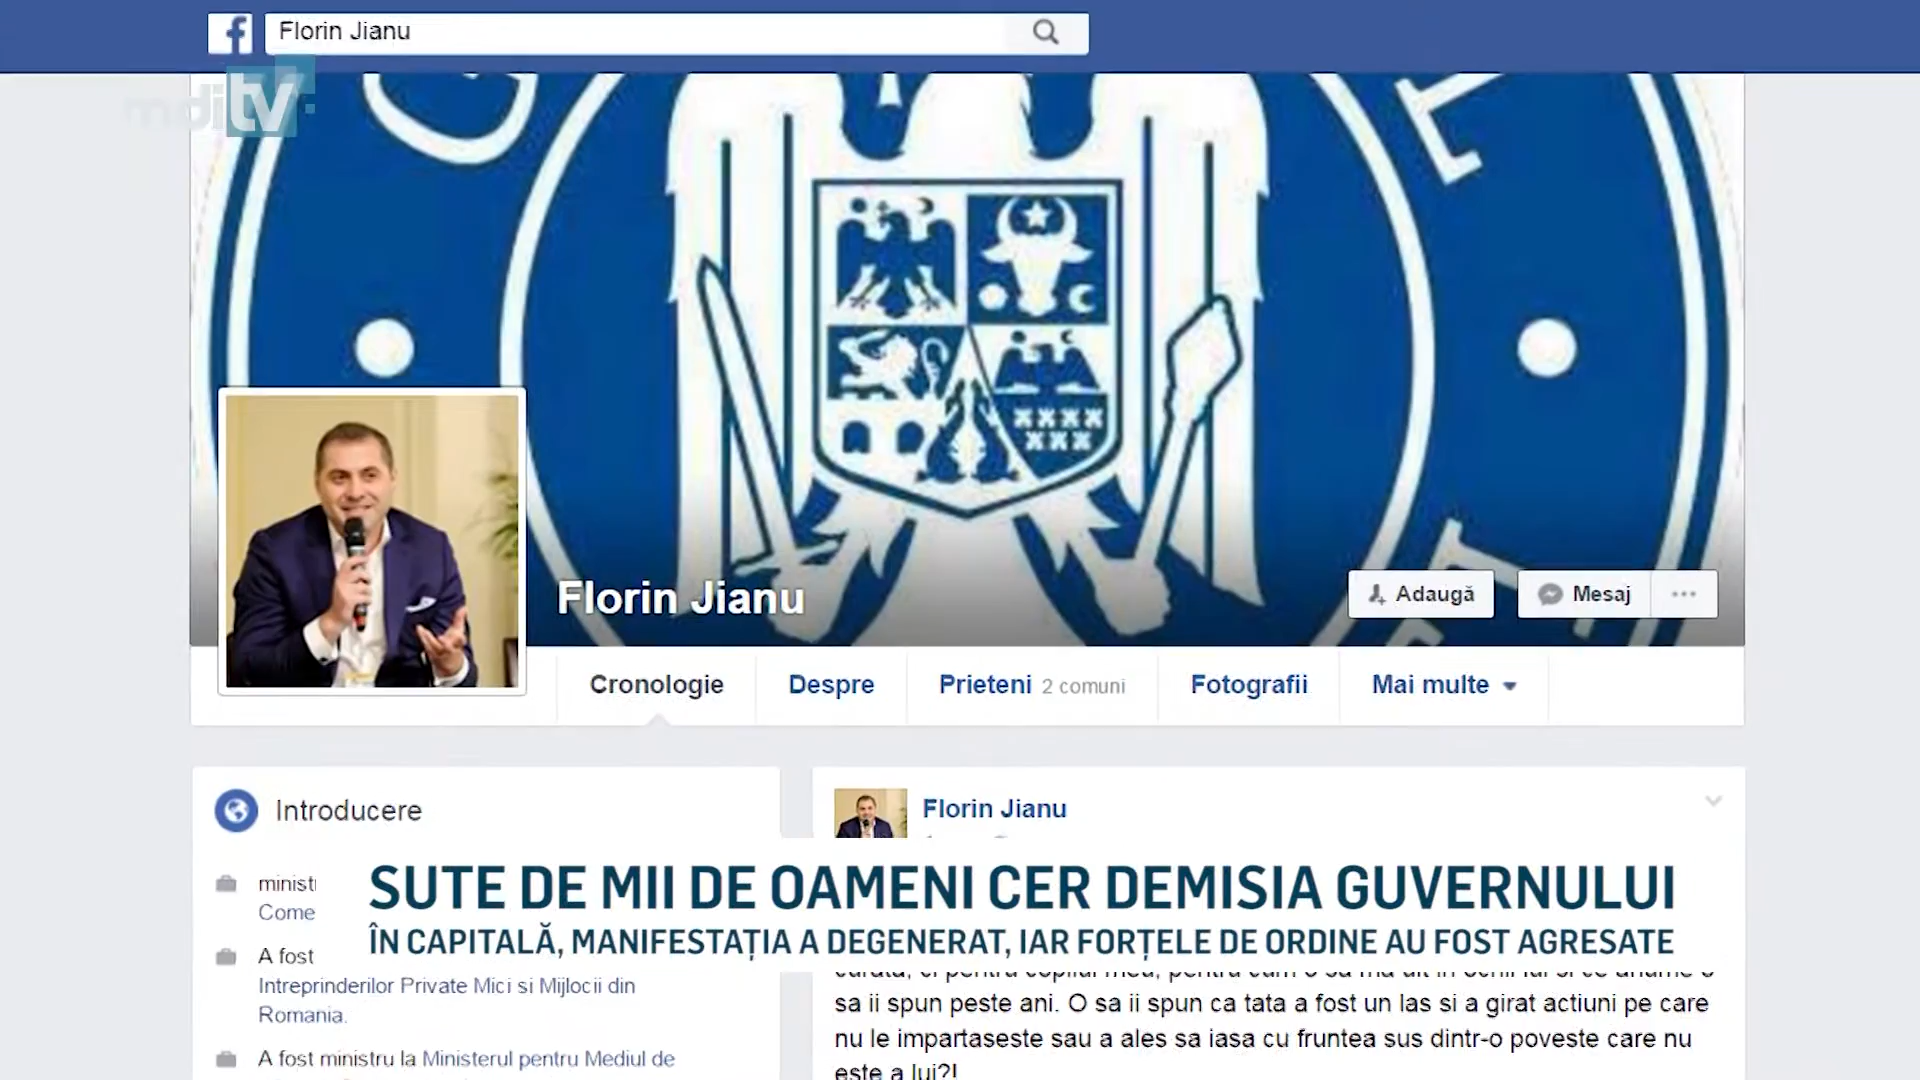 Florin Jianu
mditv
Florin Jianu
Adaugă
Mesaj
Cronologie
Despre
Prieteni 2 comuni
Fotografii
Mai multe
Introducere
Florin Jianu
Come
A fost
Intreprinderilor Private Mici si Mijlocii din
Romania.
A fost ministru la Ministerul pentru Mediul de
SUTE DE MII DE OAMENI CER DEMISIA GUVERNULUI
ÎN CAPITALĂ, MANIFESTAȚIA A DEGENERAT, IAR FORȚELE DE ORDINE AU FOST AGRESATE
sa ii spun peste ani. O sa ii spun ca tata a fost un las si a girat actiuni pe care
nu le impartaseste sau a ales sa iasa cu fruntea sus dintr-o poveste care nu
este a lui?!